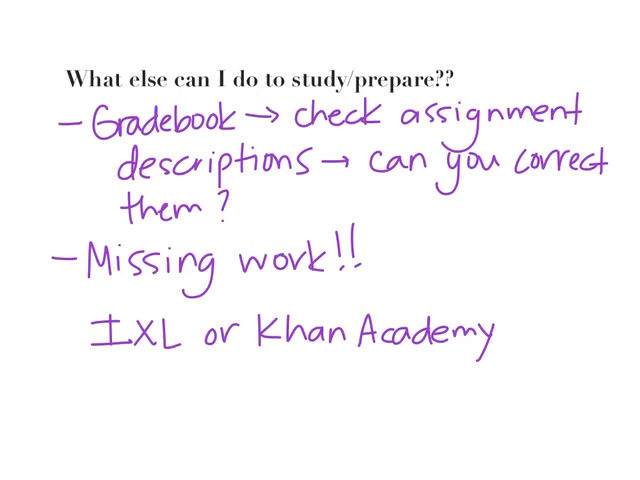 What else can I do to study/prepare??
- Gradebook → check assignment
descriptions → can you correct
them?
- Missing work!!
IXL or Khan Academy